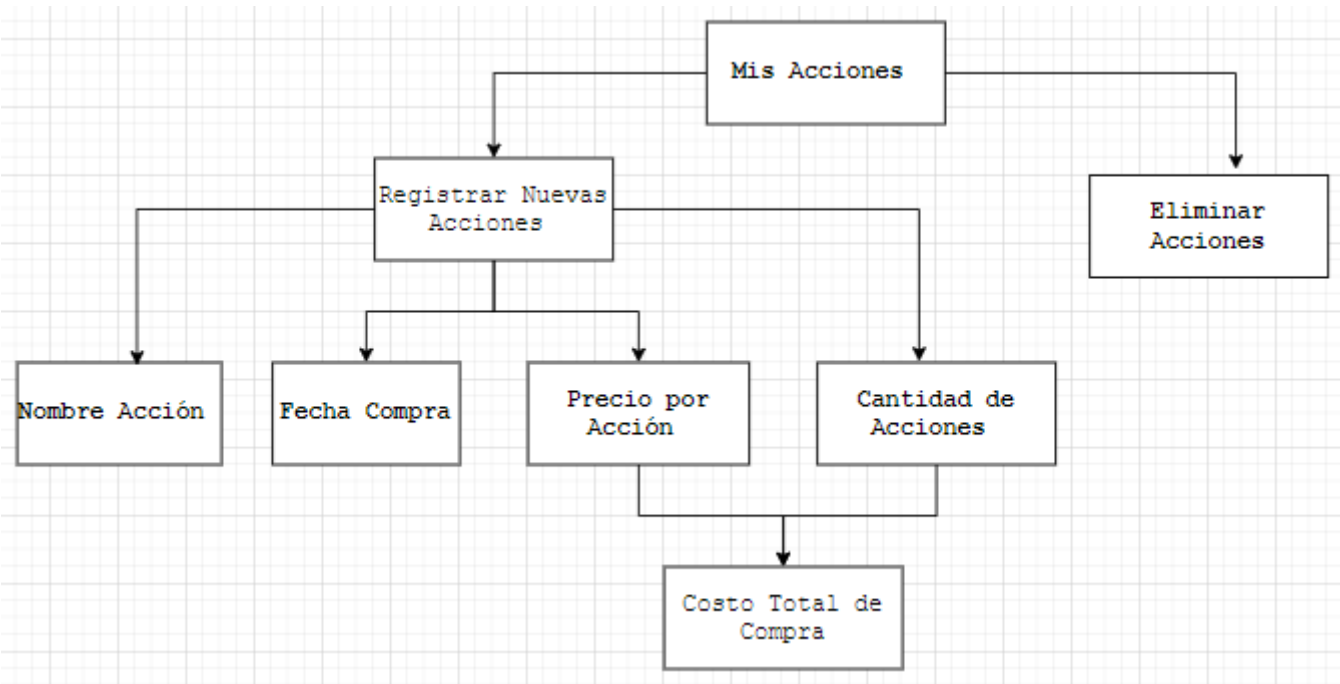 Mis Acciones
Registrar Nuevas
Acciones
Eliminar
Acciones
Nombre Acción
Fecha Compra
Precio por
Acción
Cantidad de
Acciones
Costo Total de
Compra